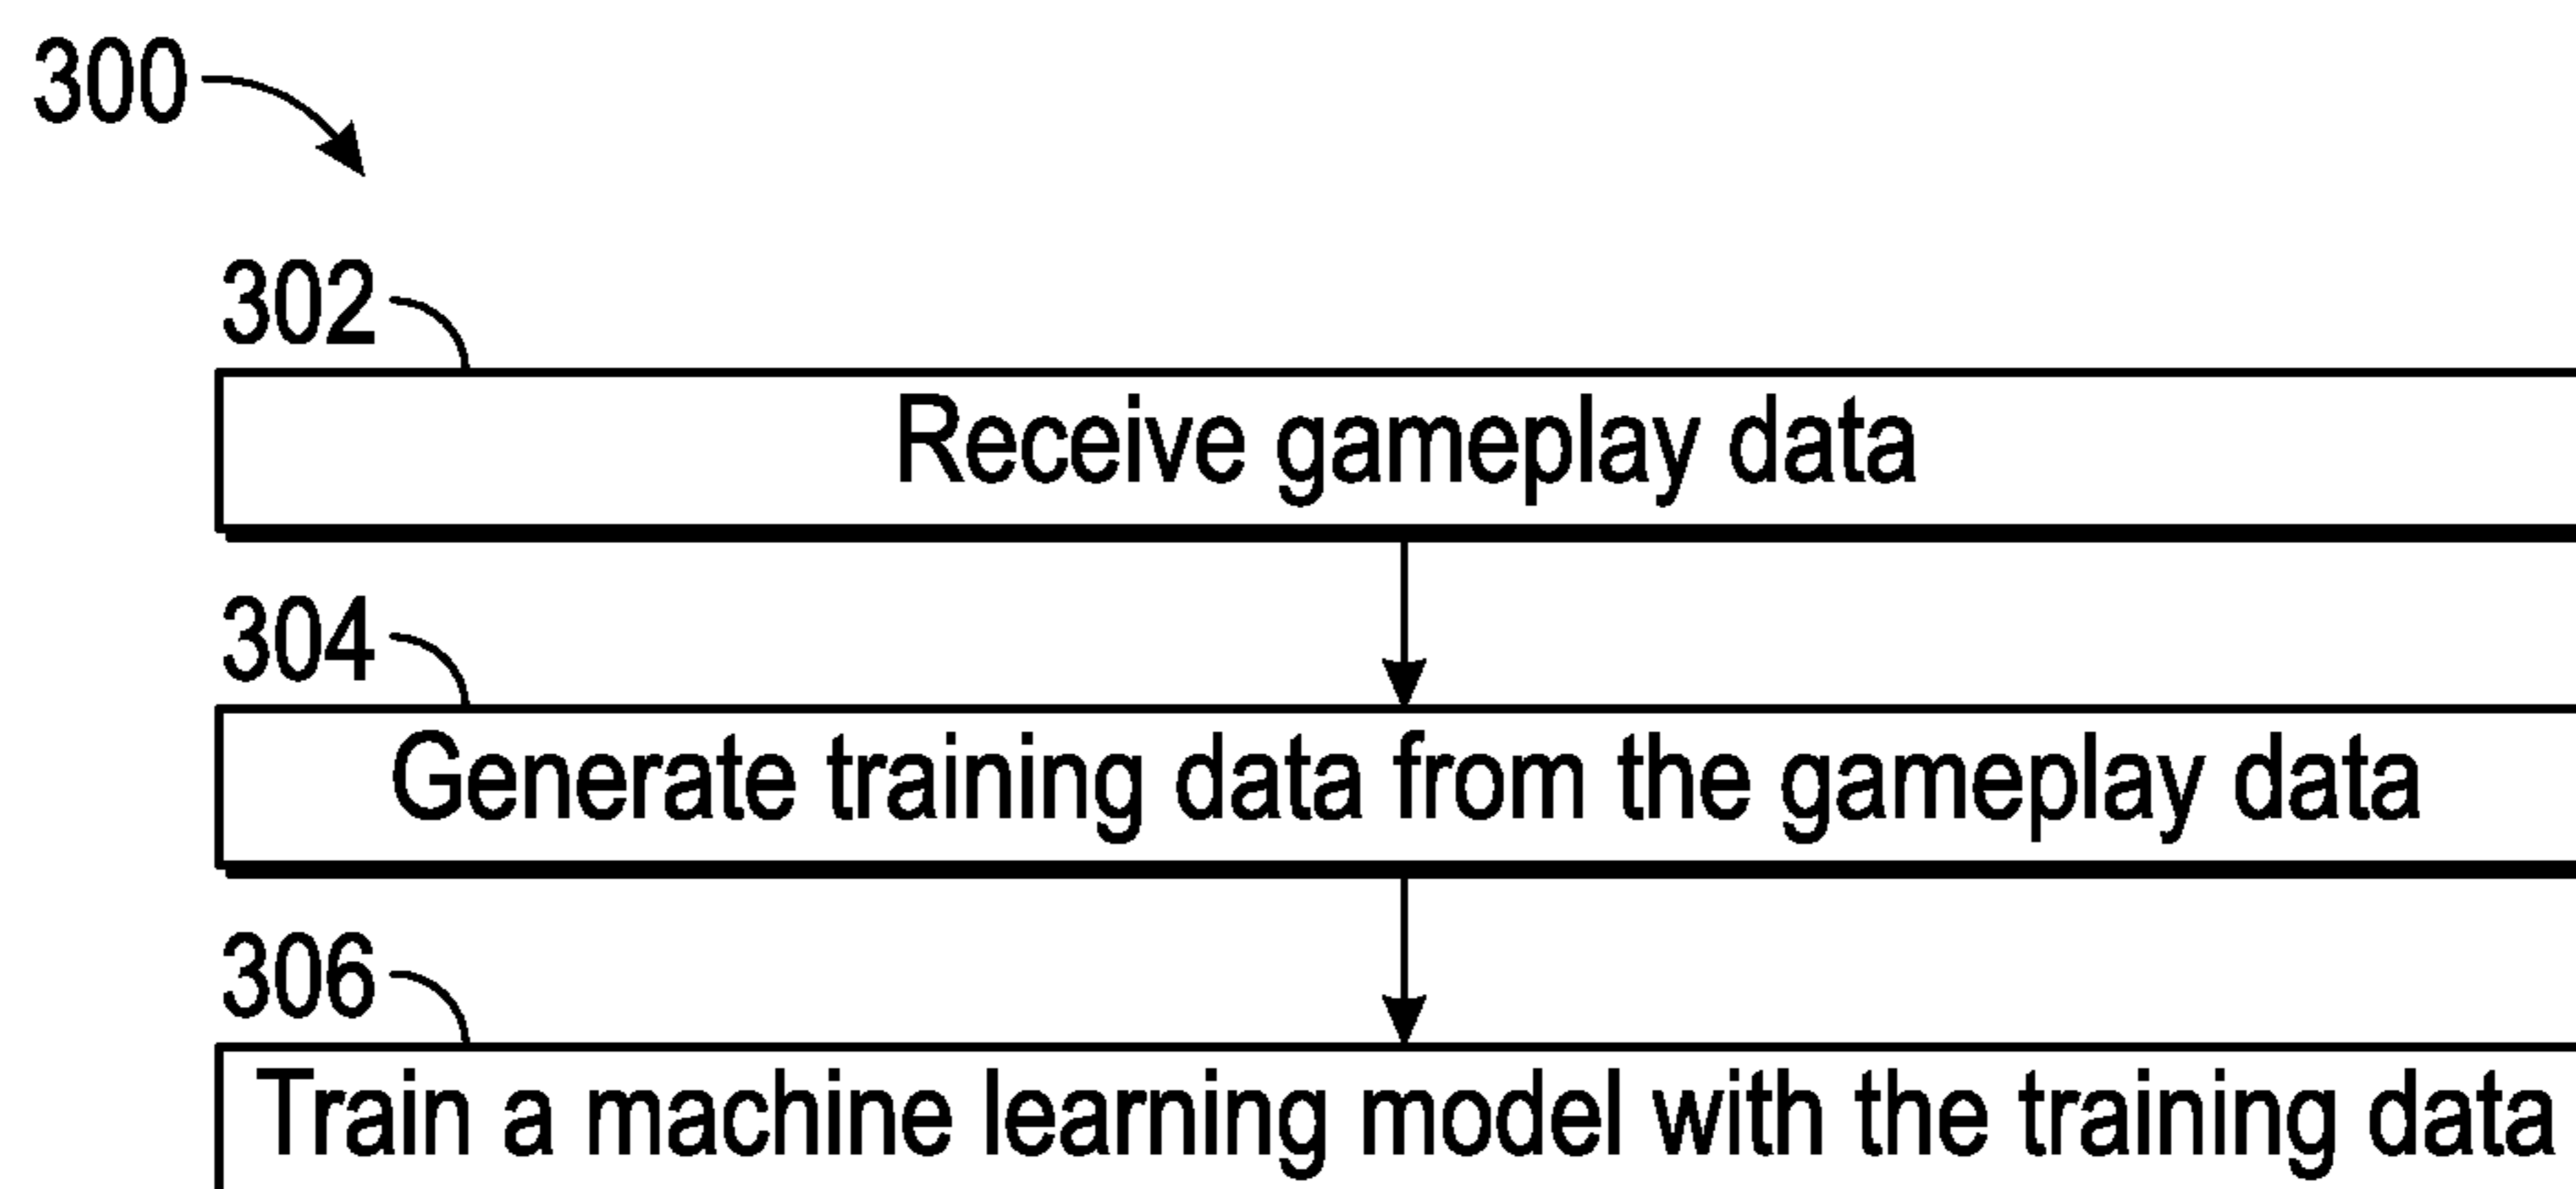 300
302
Receive gameplay data
304
Generate training data from the gameplay data
306
Train a machine learning model with the training data